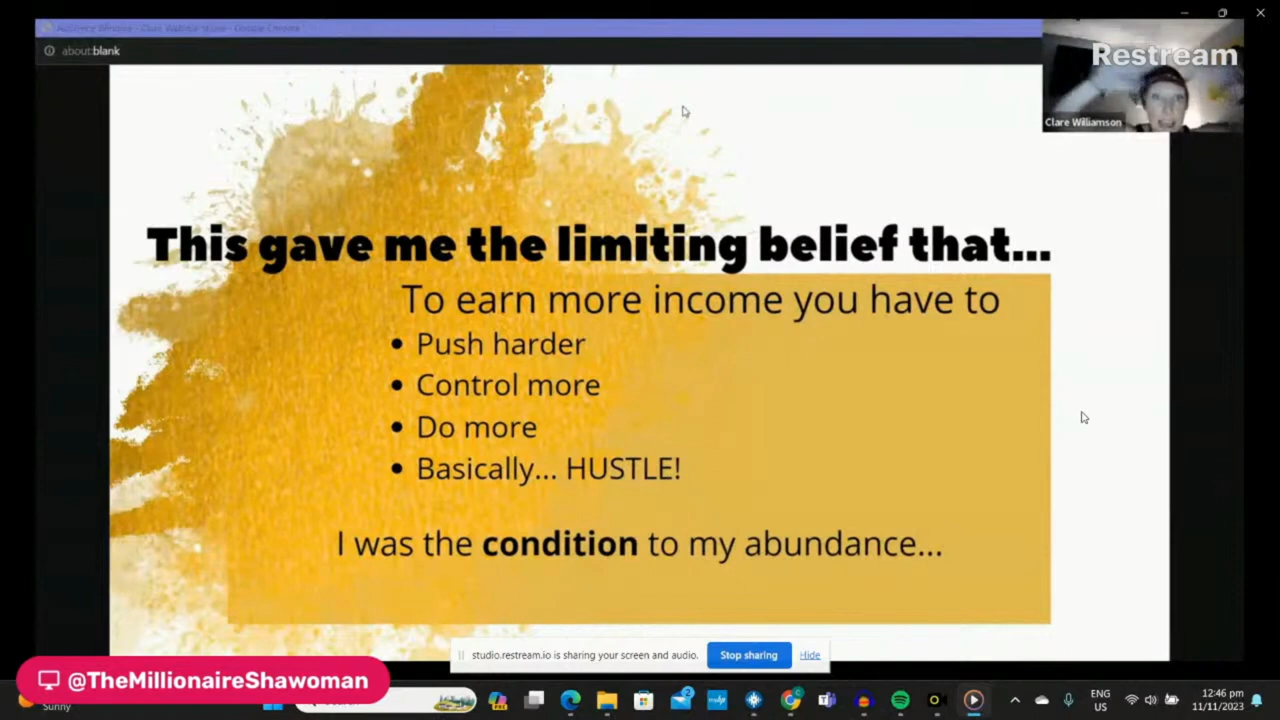 about:blank
Restream
Clare Williamson
This gave me the limiting belief that...
To earn more income you have to
• Push harder
• Control more
• Do more
• Basically... HUSTLE!
I was the condition to my abundance...
studio.restream.io is sharing your screen and audio.
Stop sharing
Hide
@TheMillionaireShawoman
Sunny
ENG
US
12:46 pm
11/11/2023